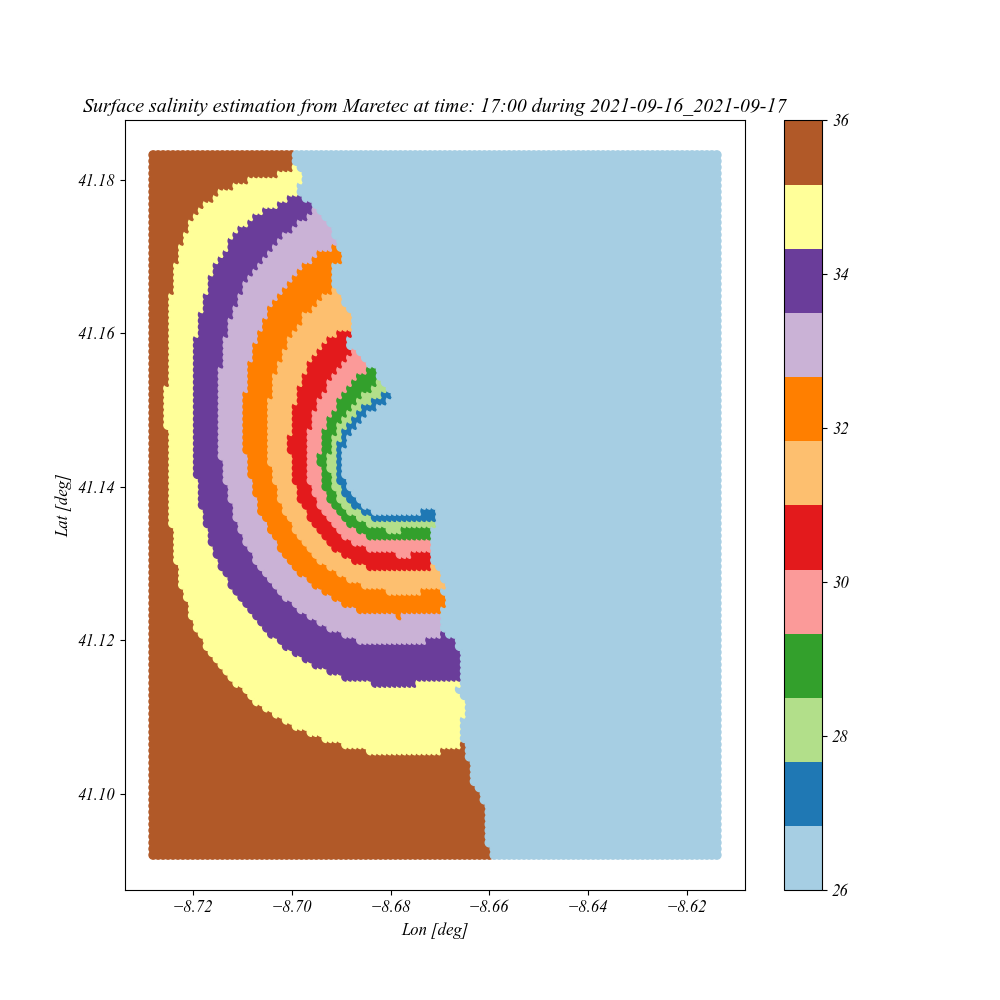 Surface salinity estimation from Maretec at time: 17:00 during 2021-09-16_2021-09-17
36
41.18
34
41.16
32
41.14
Lat [deg]
30
41.12
28
41.10
26
−8.72 −8.70 −8.68 −8.66 −8.64 −8.62
Lon [deg]